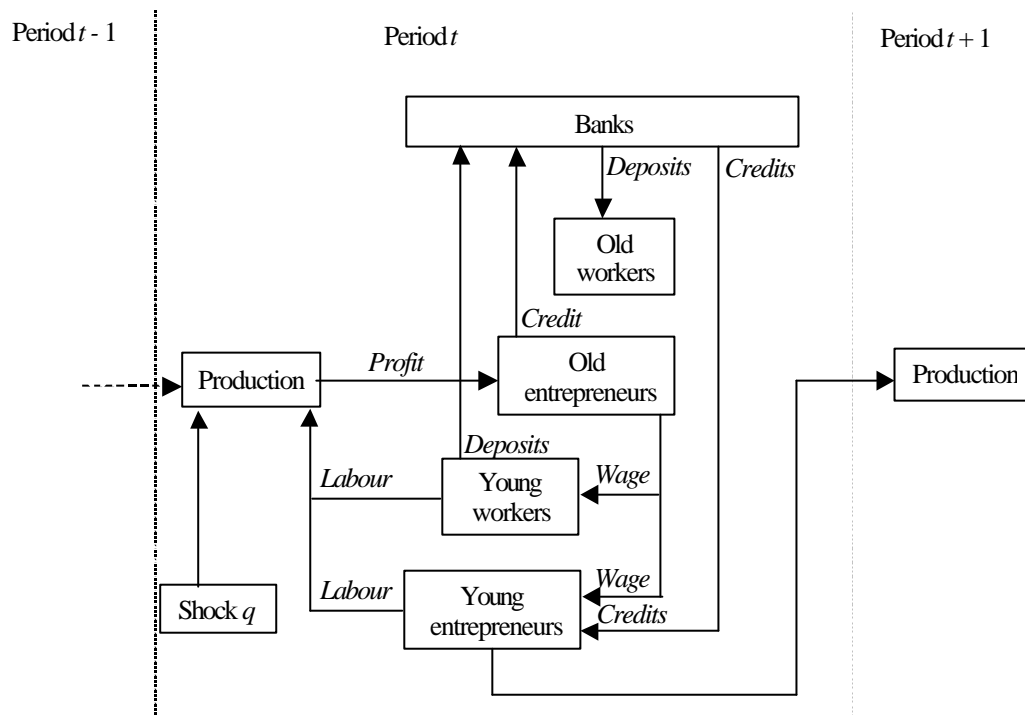 Period t - 1
Period t
Period t + 1
Banks
Deposits
Credits
Old
workers
Credit
Production
Profit
Old
entrepreneurs
Production
Deposits
Labour
Young
workers
Wage
Shock q
Labour
Young
entrepreneurs
Wage
Credits